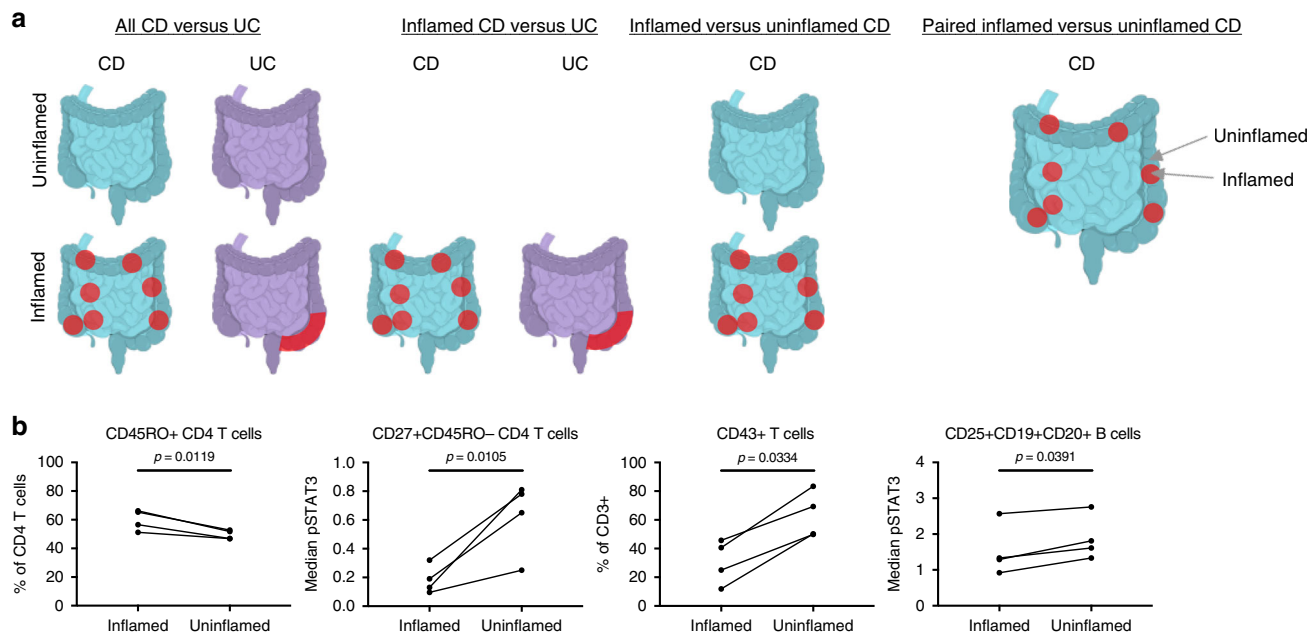 a
All CD versus UC
Inflamed CD versus UC
Inflamed versus uninflamed CD
Paired inflamed versus uninflamed CD
CD
UC
CD
UC
CD
CD
Uninflamed
Inflamed
Uninflamed
Inflamed
b
CD45RO+ CD4 T cells
p = 0.0119
% of CD4 T cells
100
80
60
40
20
0
Inflamed
Uninflamed
CD27+CD45RO– CD4 T cells
p = 0.0105
Median pSTAT3
1.0
0.8
0.6
0.4
0.2
0.0
Inflamed
Uninflamed
CD43+ T cells
p = 0.0334
% of CD3+
100
80
60
40
20
0
Inflamed
Uninflamed
CD25+CD19+CD20+ B cells
p = 0.0391
Median pSTAT3
4
3
2
1
0
Inflamed
Uninflamed